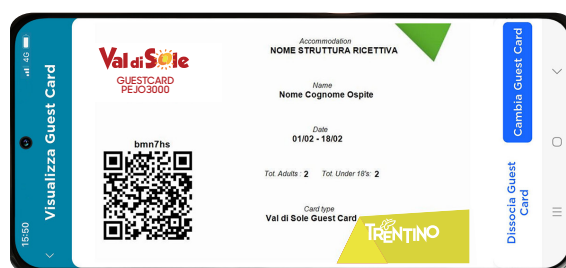 15:50
4G
Visualizza Guest Card
Val di Sole
GUESTCARD
PEJO3000
bmn7hs
Accommodation
NOME STRUTTURA RICETTIVA
Name
Nome Cognome Ospite
Date
01/02 - 18/02
Tot. Adults : 2 Tot. Under 18's: 2
Card type
Val di Sole Guest Card
TRENTINO
Cambia Guest Card
Dissocia Guest
Card